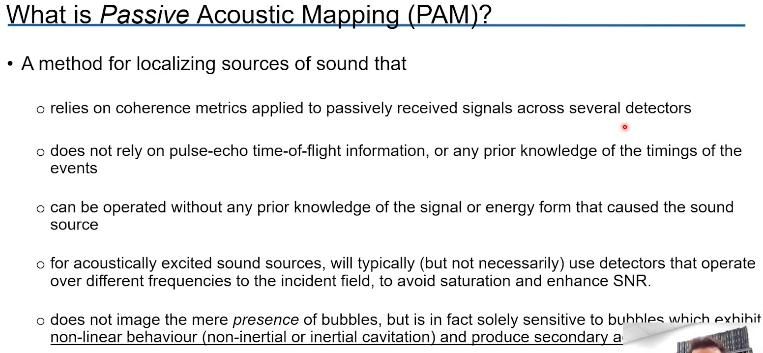 What is Passive Acoustic Mapping (PAM)?
• A method for localizing sources of sound that
o relies on coherence metrics applied to passively received signals across several detectors
o does not rely on pulse-echo time-of-flight information, or any prior knowledge of the timings of the
events
o can be operated without any prior knowledge of the signal or energy form that caused the sound
source
o for acoustically excited sound sources, will typically (but not necessarily) use detectors that operate
over different frequencies to the incident field, to avoid saturation and enhance SNR.
o does not image the mere presence of bubbles, but is in fact solely sensitive to bubbles which exhibit
non-linear behaviour (non-inertial or inertial cavitation) and produce secondary